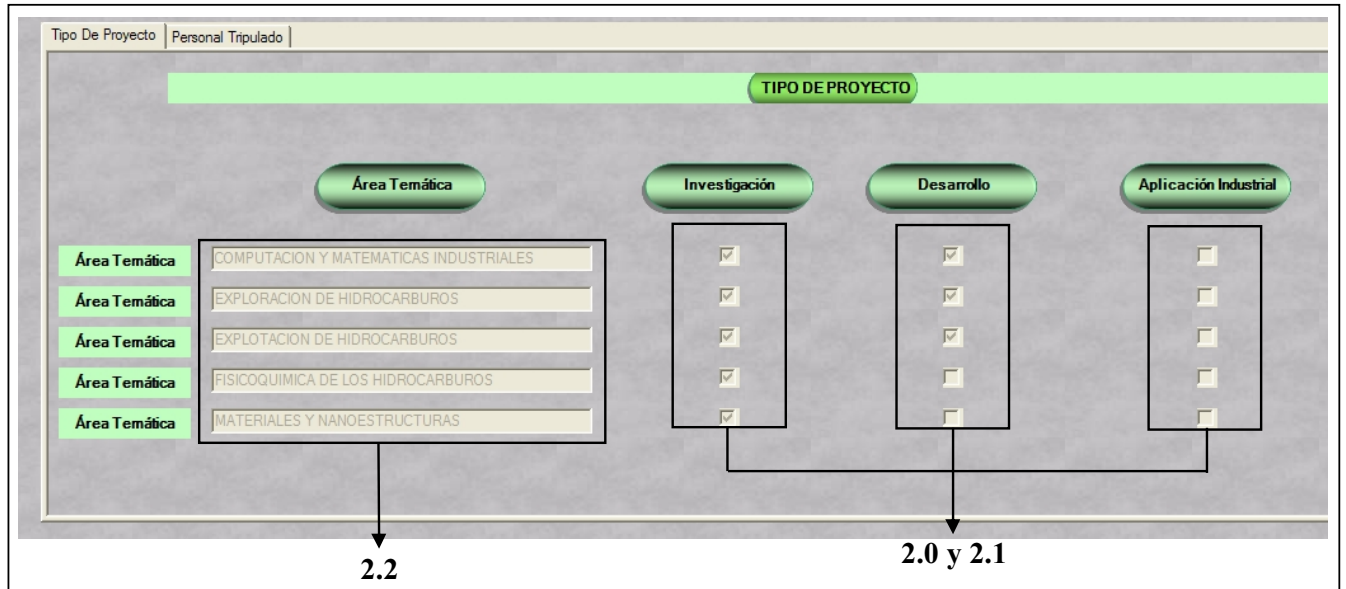 Tipo De Proyecto Personal Tripulado
TIPO DE PROYECTO
Área Temática Investigación Desarrollo Aplicación Industrial
Área Temática COMPUTACION Y MATEMATICAS INDUSTRIALES
Área Temática EXPLORACION DE HIDROCARBUROS
Área Temática EXPLOTACION DE HIDROCARBUROS
Área Temática FISICOQUIMICA DE LOS HIDROCARBUROS
Área Temática MATERIALES Y NANOESTRUCTURAS
2.2 2.0 y 2.1